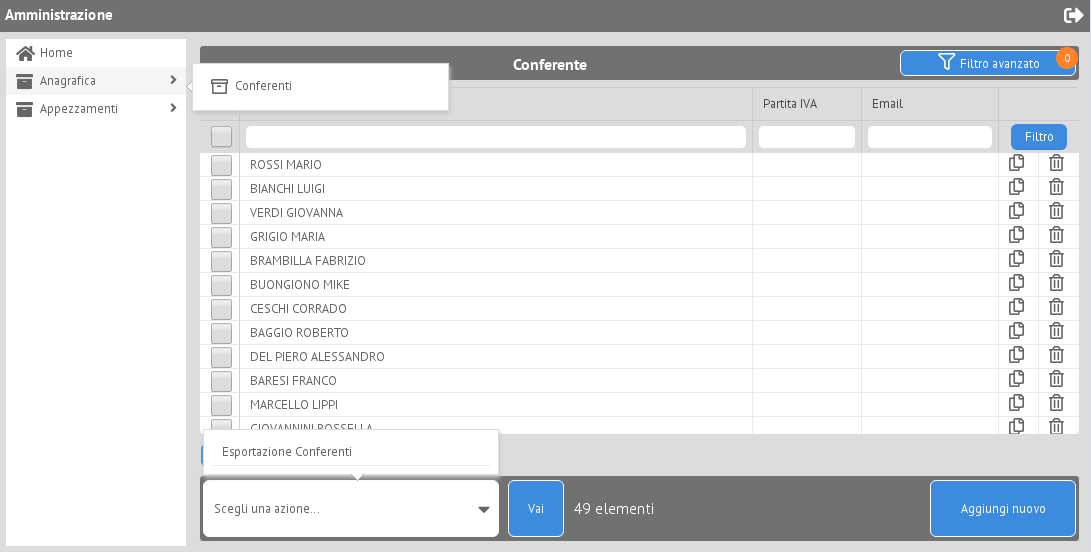 Amministrazione
Home
Anagrafica
Appezzamenti
Conferenti
Conferente
Filtro avanzato
0
Partita IVA
Email
Filtro
ROSSI MARIO
BIANCHI LUIGI
VERDI GIOVANNA
GRIGIO MARIA
BRAMBILLA FABRIZIO
BUONGIONO MIKE
CESCHI CORRADO
BAGGIO ROBERTO
DEL PIERO ALESSANDRO
BARESI FRANCO
MARCELLO LIPPI
GIOVANNINI ROSSELLA
Esportazione Conferenti
Scegli una azione...
Vai
49 elementi
Aggiungi nuovo